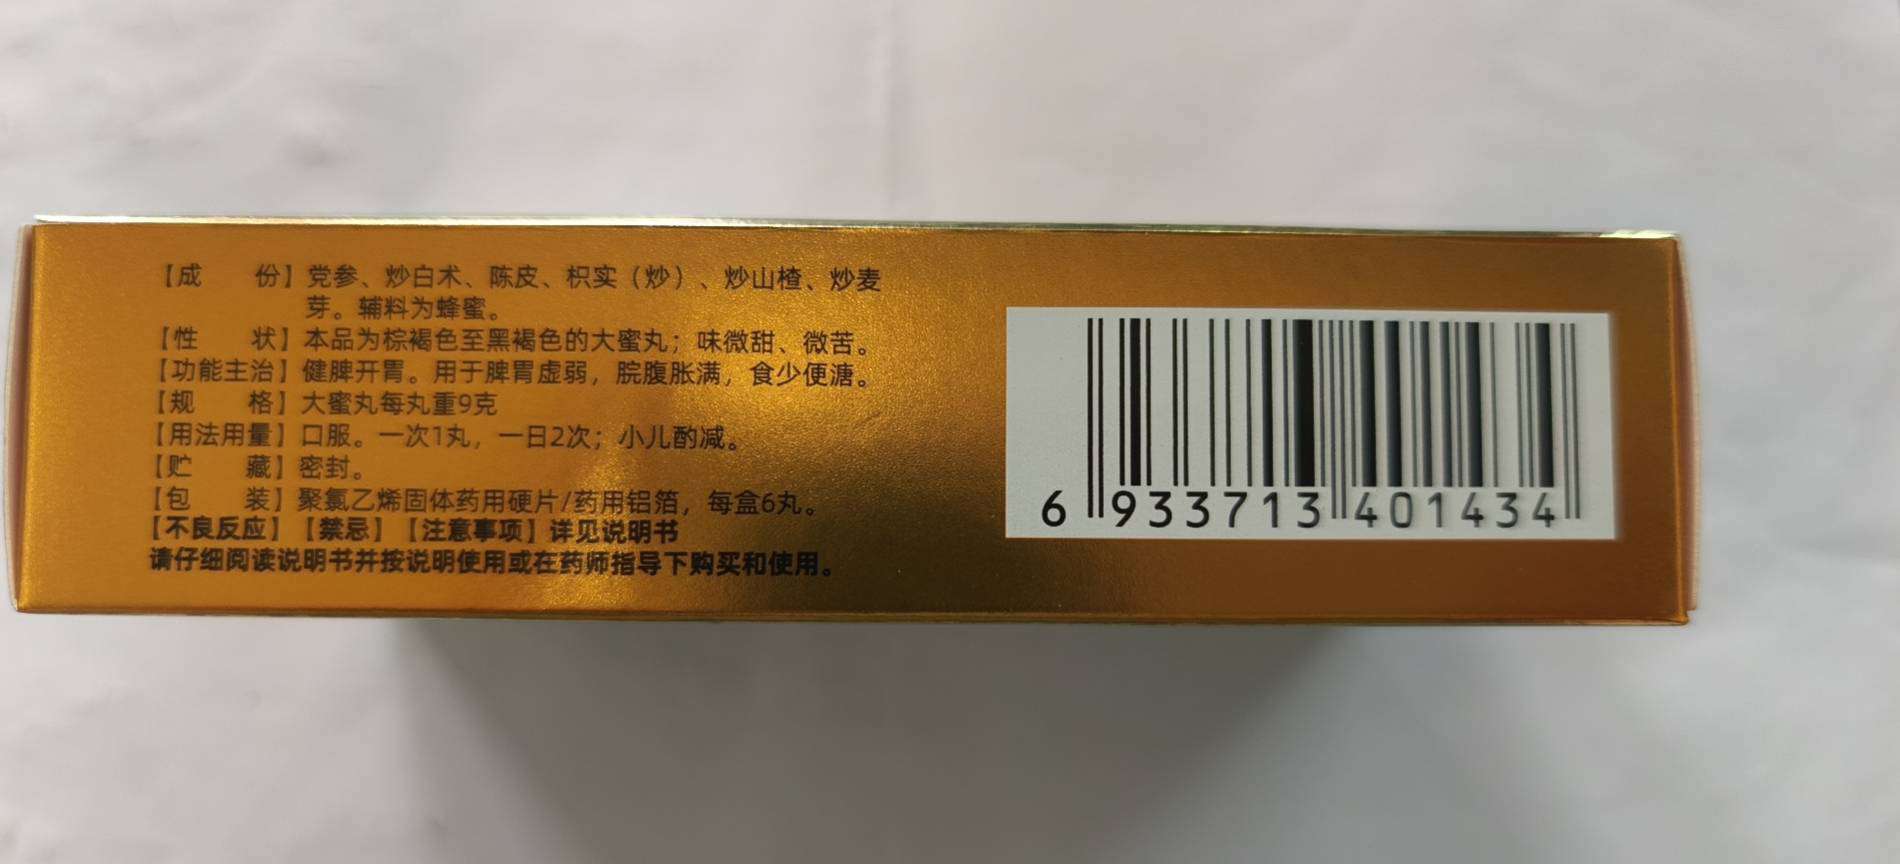 【成　　份】党参、炒白术、陈皮、枳实（炒）、炒山楂、炒麦
芽。辅料为蜂蜜。
【性　　状】本品为棕褐色至黑褐色的大蜜丸；味微甜、微苦。
【功能主治】健脾开胃。用于脾胃虚弱，脘腹胀满，食少便溏。
【规　　格】大蜜丸每丸重9克
【用法用量】口服。一次1丸，一日2次；小儿酌减。
【贮　　藏】密封。
【包　　装】聚氯乙烯固体药用硬片/药用铝箔，每盒6丸。
【不良反应】【禁忌】【注意事项】详见说明书
请仔细阅读说明书并按说明使用或在药师指导下购买和使用。
6 933713 401434